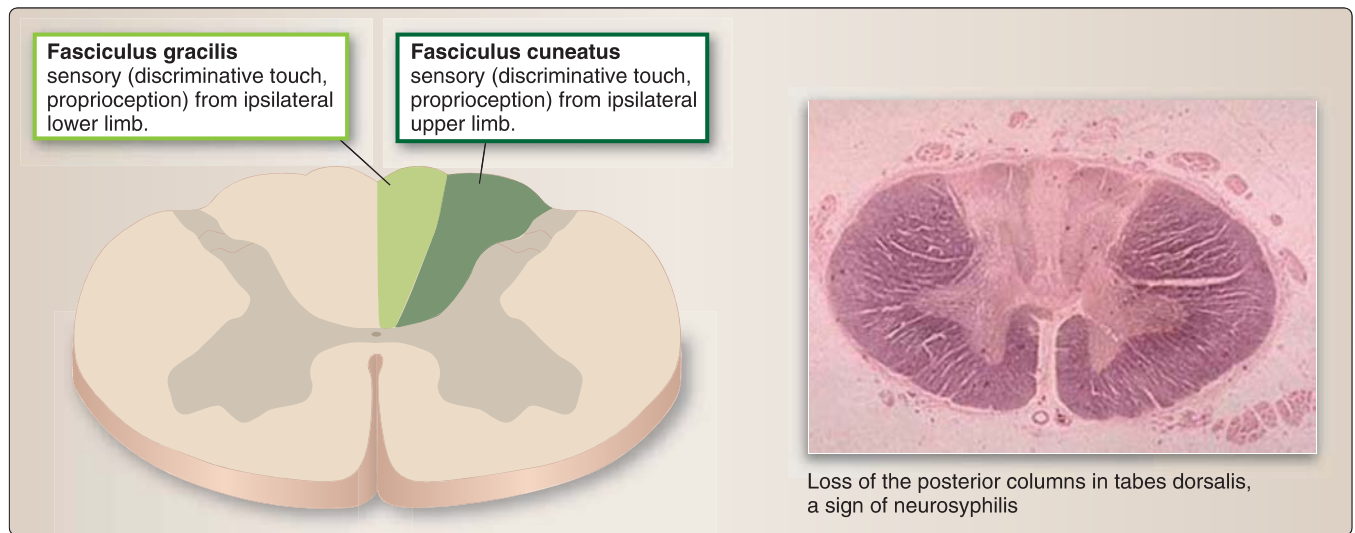 Fasciculus gracilis
sensory (discriminative touch,
proprioception) from ipsilateral
lower limb.
Fasciculus cuneatus
sensory (discriminative touch,
proprioception) from ipsilateral
upper limb.
Loss of the posterior columns in tabes dorsalis,
a sign of neurosyphilis